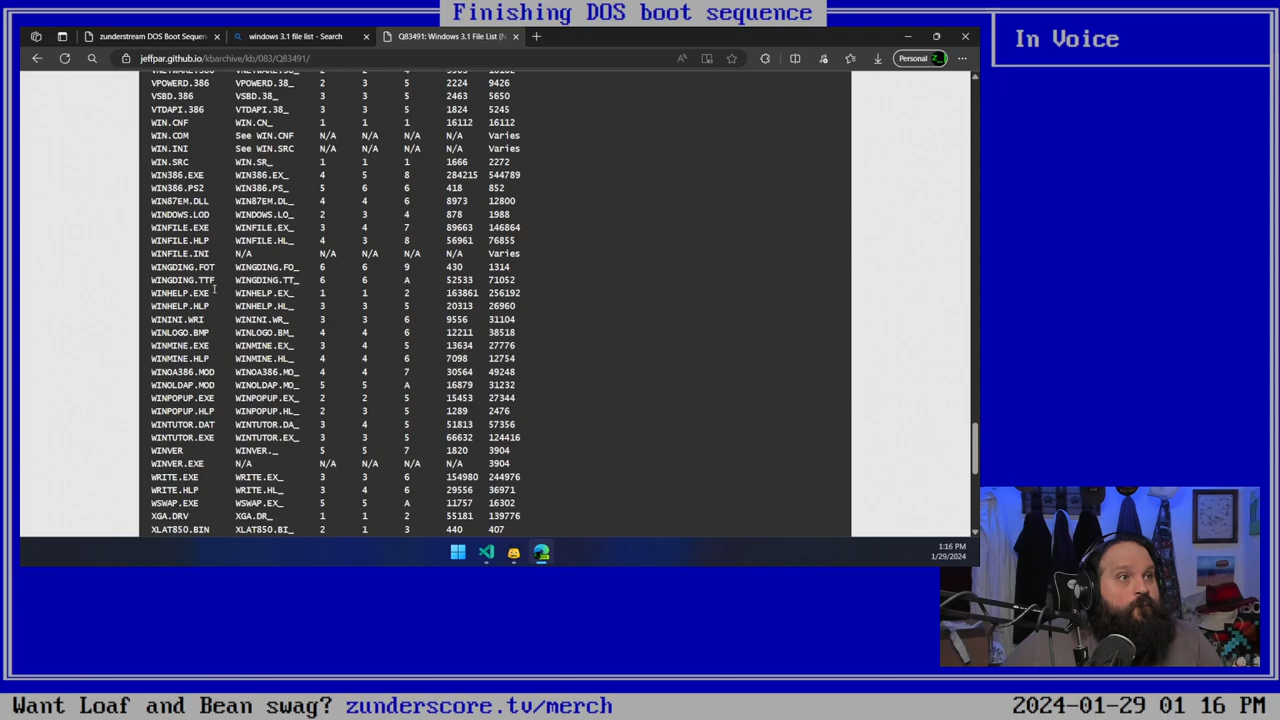 Finishing DOS boot sequence
In Voice
zunderstream DOS Boot Sequen
windows 3.1 file list - Search
Q83491: Windows 3.1 File List (N
jeffpar.github.io/kbarchive/kb/083/Q83491/
Personal
VPOWERD.386 VPOWERD.38_ 2 3 5 2224 9426
VSBD.386 VSBD.38_ 3 3 5 2463 5650
VTDAPI.386 VTDAPI.38_ 3 3 5 1824 5245
WIN.CNF WIN.CN_ 1 1 1 16112 16112
WIN.COM See WIN.CNF N/A N/A N/A N/A Varies
WIN.INI See WIN.SRC N/A N/A N/A N/A Varies
WIN.SRC WIN.SR_ 1 1 1 1666 2272
WIN386.EXE WIN386.EX_ 4 5 8 284215 544789
WIN386.PS2 WIN386.PS_ 5 6 6 418 852
WIN87EM.DLL WIN87EM.DL_ 4 4 6 8973 12800
WINDOWS.LOD WINDOWS.LO_ 2 3 4 878 1988
WINFILE.EXE WINFILE.EX_ 3 4 7 89663 146864
WINFILE.HLP WINFILE.HL_ 4 3 8 56961 76855
WINFILE.INI N/A N/A N/A N/A N/A Varies
WINGDING.FOT WINGDING.FO_ 6 6 9 430 1314
WINGDING.TTF WINGDING.TT_ 6 6 A 52533 71052
WINHELP.EXE WINHELP.EX_ 1 1 2 163861 256192
WINHELP.HLP WINHELP.HL_ 3 3 5 20313 26960
WININI.WRI WININI.WR_ 3 3 6 9556 31104
WINLOGO.BMP WINLOGO.BM_ 4 4 6 12211 38518
WINMINE.EXE WINMINE.EX_ 3 4 5 13634 27776
WINMINE.HLP WINMINE.HL_ 4 4 6 7098 12754
WINOA386.MOD WINOA386.MO_ 4 4 7 30564 49248
WINOLDAP.MOD WINOLDAP.MO_ 5 5 A 16879 31232
WINPOPUP.EXE WINPOPUP.EX_ 2 2 5 15453 27344
WINPOPUP.HLP WINPOPUP.HL_ 2 3 5 1289 2476
WINTUTOR.DAT WINTUTOR.DA_ 3 4 5 51813 57356
WINTUTOR.EXE WINTUTOR.EX_ 3 3 5 66632 124416
WINVER WINVER._ 5 5 7 1820 3904
WINVER.EXE N/A N/A N/A N/A N/A 3904
WRITE.EXE WRITE.EX_ 3 3 6 154980 244976
WRITE.HLP WRITE.HL_ 3 4 6 29556 36971
WSWAP.EXE WSWAP.EX_ 5 5 A 11757 16302
XGA.DRV XGA.DR_ 1 1 2 55181 139776
XLAT850.BIN XLAT850.BI_ 2 1 3 440 407
1:16 PM
1/29/2024
Want Loaf and Bean swag? zunderscore.tv/merch
2024-01-29 01 16 PM